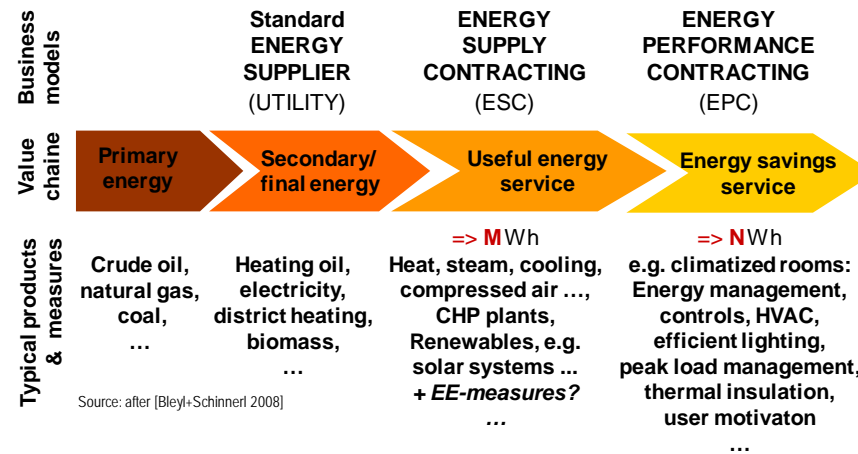 Business
models
Standard
ENERGY
SUPPLIER
(UTILITY)
ENERGY
SUPPLY
CONTRACTING
(ESC)
ENERGY
PERFORMANCE
CONTRACTING
(EPC)
Value
chaine
Primary
energy
Secondary/
final energy
Useful energy
service
Energy savings
service
Typical products
& measures
Crude oil,
natural gas,
coal,
…
Heating oil,
electricity,
district heating,
biomass,
…
=> MWh
Heat, steam, cooling,
compressed air …,
CHP plants,
Renewables, e.g.
solar systems ...
+ EE-measures?
…
=> NWh
e.g. climatized rooms:
Energy management,
controls, HVAC,
efficient lighting,
peak load management,
thermal insulation,
user motivaton
…
Source: after [Bleyl+Schinnerl 2008]